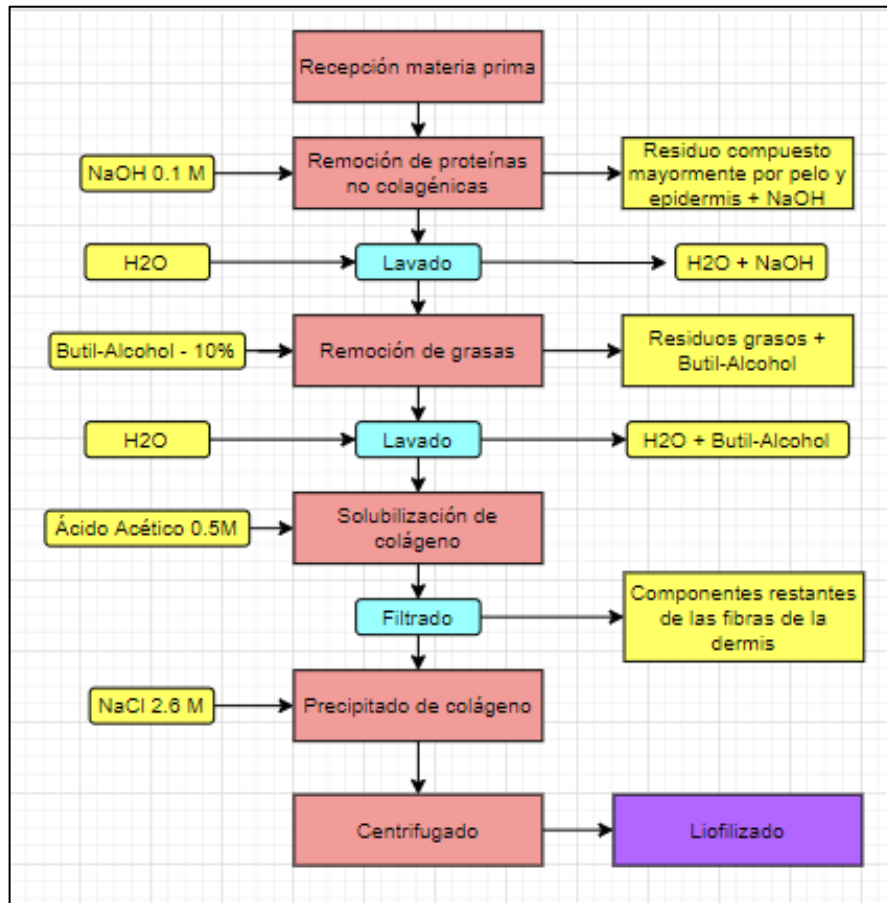 Recepción materia prima
NaOH 0.1 M
Remoción de proteínas
no colagénicas
Residuo compuesto
mayormente por pelo y
epidermis + NaOH
H2O
Lavado
H2O + NaOH
Butil-Alcohol - 10%
Remoción de grasas
Residuos grasos +
Butil-Alcohol
H2O
Lavado
H2O + Butil-Alcohol
Ácido Acético 0.5M
Solubilización de
colágeno
Filtrado
Componentes restantes
de las fibras de la
dermis
NaCl 2.6 M
Precipitado de colágeno
Centrifugado
Liofilizado